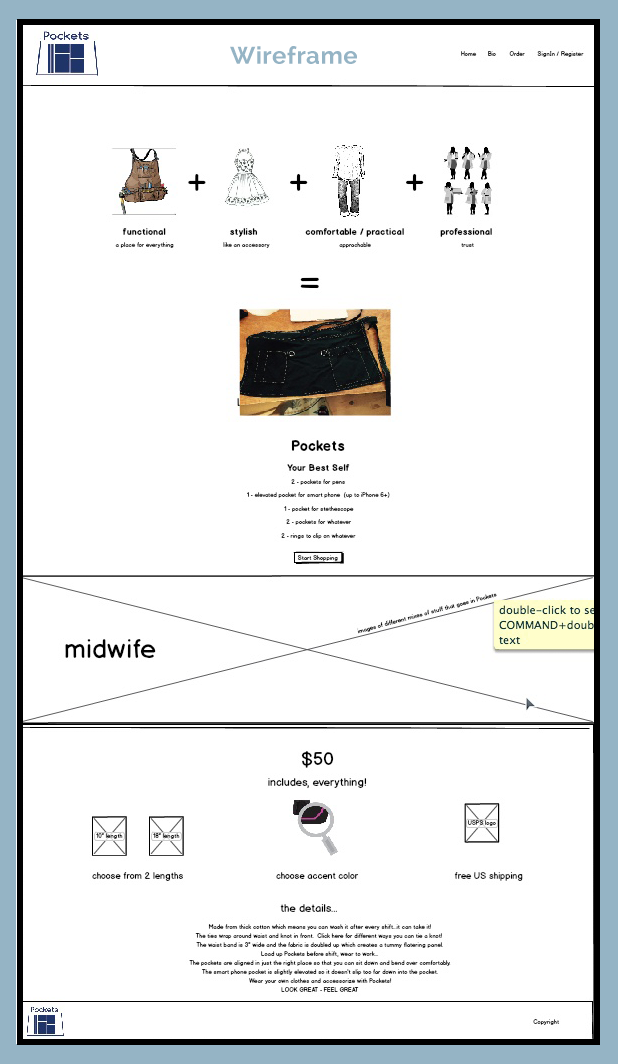 Pockets
Wireframe
Home Bio Order SignIn / Register
functional stylish comfortable / practical professional
a place for everything like an accessory approchable trust
Pockets
Your Best Self
2 - pockets for pens
1 - elevated pocket for smart phone (up to iPhone 6+)
1 - pocket for stethescope
2 - pockets for whatever
2 - rings to clip on whatever
Start Shopping
images of different mixes of stuff that goes in Pockets
double-click to se
COMMAND+doub
text
midwife
$50
includes, everything!
10" length 18" length USPS logo
choose from 2 lengths choose accent color free US shipping
the details...
Made from thick cotton which means you can wash it after every shift...it can take it!
The ties wrap around waist and knot in front. Click here for different ways you can tie a knot!
The waist band is 3" wide and the fabric is doubled up which creates a tummy flattering panel.
Load up Pockets before shift, wear to work...
The pockets are aligned in just the right place so that you can sit down and bend over comfortably.
The smart phone pocket is slightly elevated so it doesn't slip too far down into the pocket.
Wear your own clothes and accessorize with Pockets!
LOOK GREAT - FEEL GREAT
Pockets
Copyright